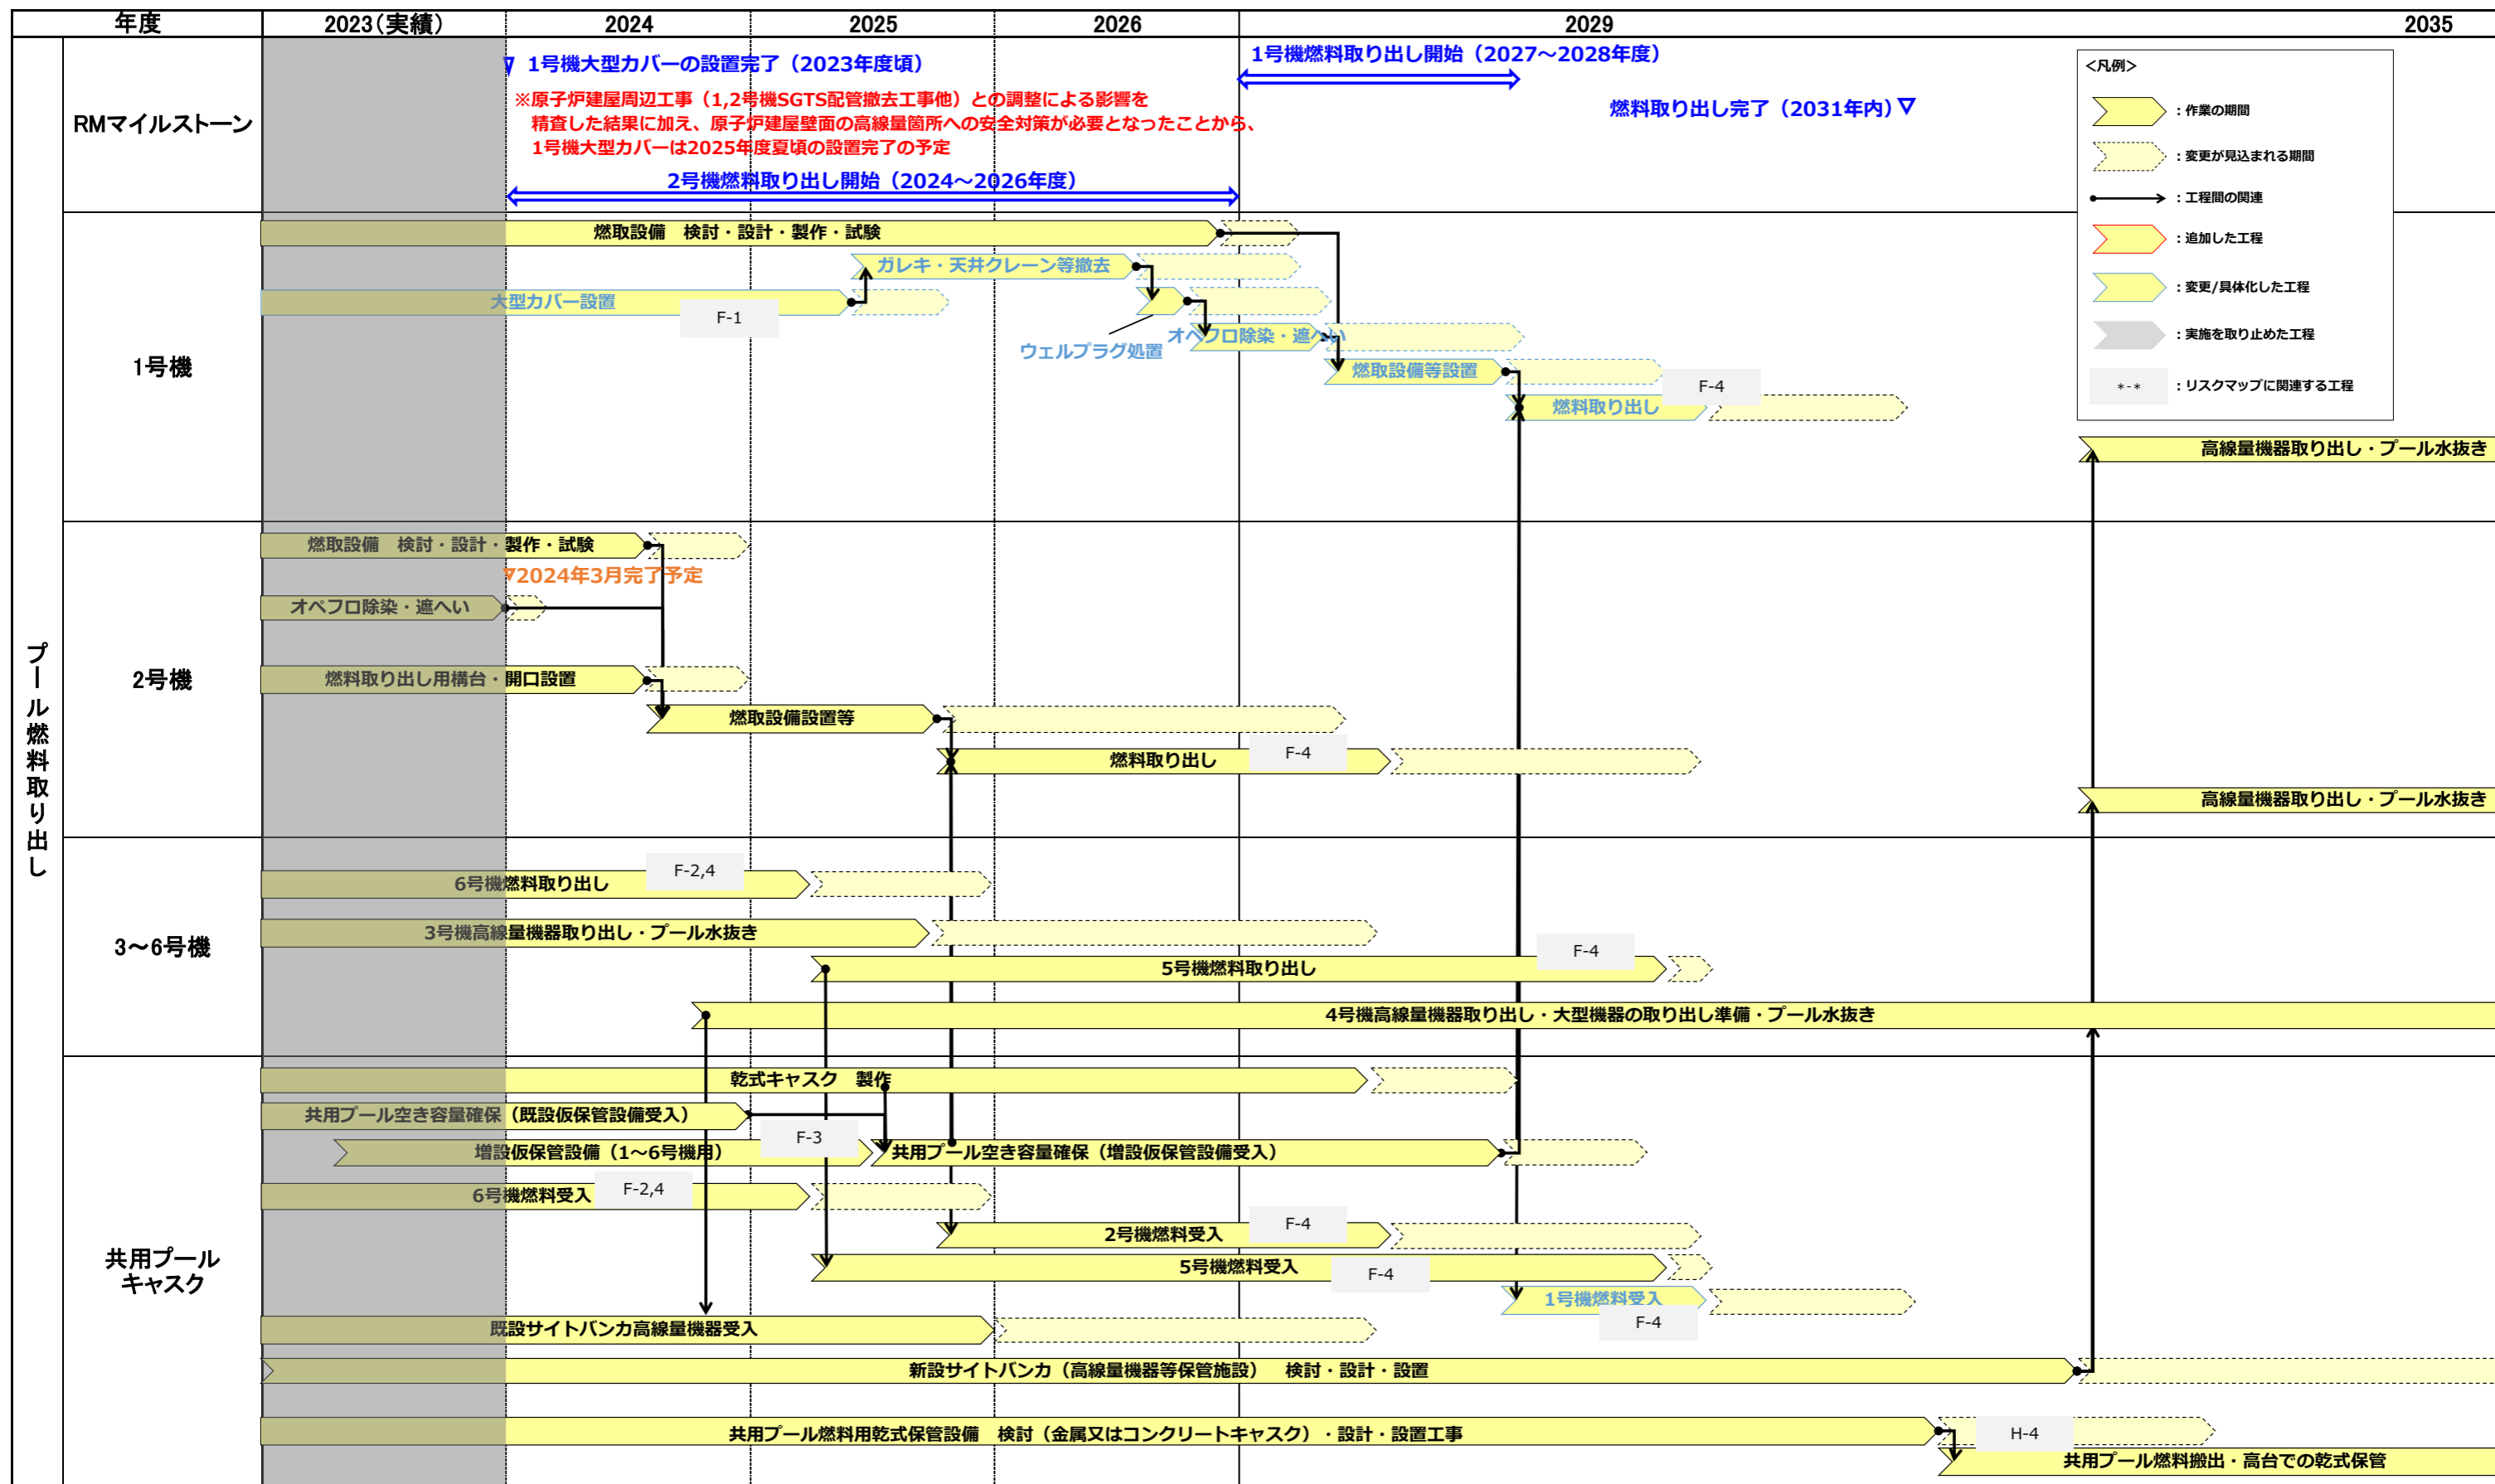 年度
2023(実績)
2024
2025
2026
2029
2035
プール燃料取り出し
RMマイルストーン
∇ 1号機大型カバーの設置完了（2023年度頃）
※原子炉建屋周辺工事（1,2号機SGTS配管撤去工事他）との調整による影響を
精査した結果に加え、原子炉建屋壁面の高線量箇所への安全対策が必要となったことから、
1号機大型カバーは2025年度夏頃の設置完了の予定
2号機燃料取り出し開始（2024～2026年度）
1号機燃料取り出し開始（2027～2028年度）
燃料取り出し完了（2031年内）▽
<凡例>
：作業の期間
：変更が見込まれる期間
：工程間の関連
：追加した工程
：変更/具体化した工程
：実施を取り止めた工程
*-* ：リスクマップに関連する工程
1号機
燃取設備　検討・設計・製作・試験
ガレキ・天井クレーン等撤去
大型カバー設置
F-1
ウェルプラグ処置
オペフロ除染・遮へい
燃取設備等設置
燃料取り出し
F-4
高線量機器取り出し・プール水抜き
2号機
燃取設備　検討・設計・製作・試験
∇2024年3月完了予定
オペフロ除染・遮へい
燃料取り出し用構台・開口設置
燃取設備設置等
燃料取り出し
F-4
高線量機器取り出し・プール水抜き
3～6号機
6号機燃料取り出し
F-2,4
3号機高線量機器取り出し・プール水抜き
5号機燃料取り出し
F-4
4号機高線量機器取り出し・大型機器の取り出し準備・プール水抜き
共用プール
キャスク
乾式キャスク　製作
共用プール空き容量確保（既設仮保管設備受入）
増設仮保管設備（1～6号機用）
F-3
共用プール空き容量確保（増設仮保管設備受入）
6号機燃料受入
F-2,4
2号機燃料受入
F-4
5号機燃料受入
F-4
1号機燃料受入
F-4
既設サイトバンカ高線量機器受入
新設サイトバンカ（高線量機器等保管施設）　検討・設計・設置
共用プール燃料用乾式保管設備　検討（金属又はコンクリートキャスク）・設計・設置工事
H-4
共用プール燃料搬出・高台での乾式保管